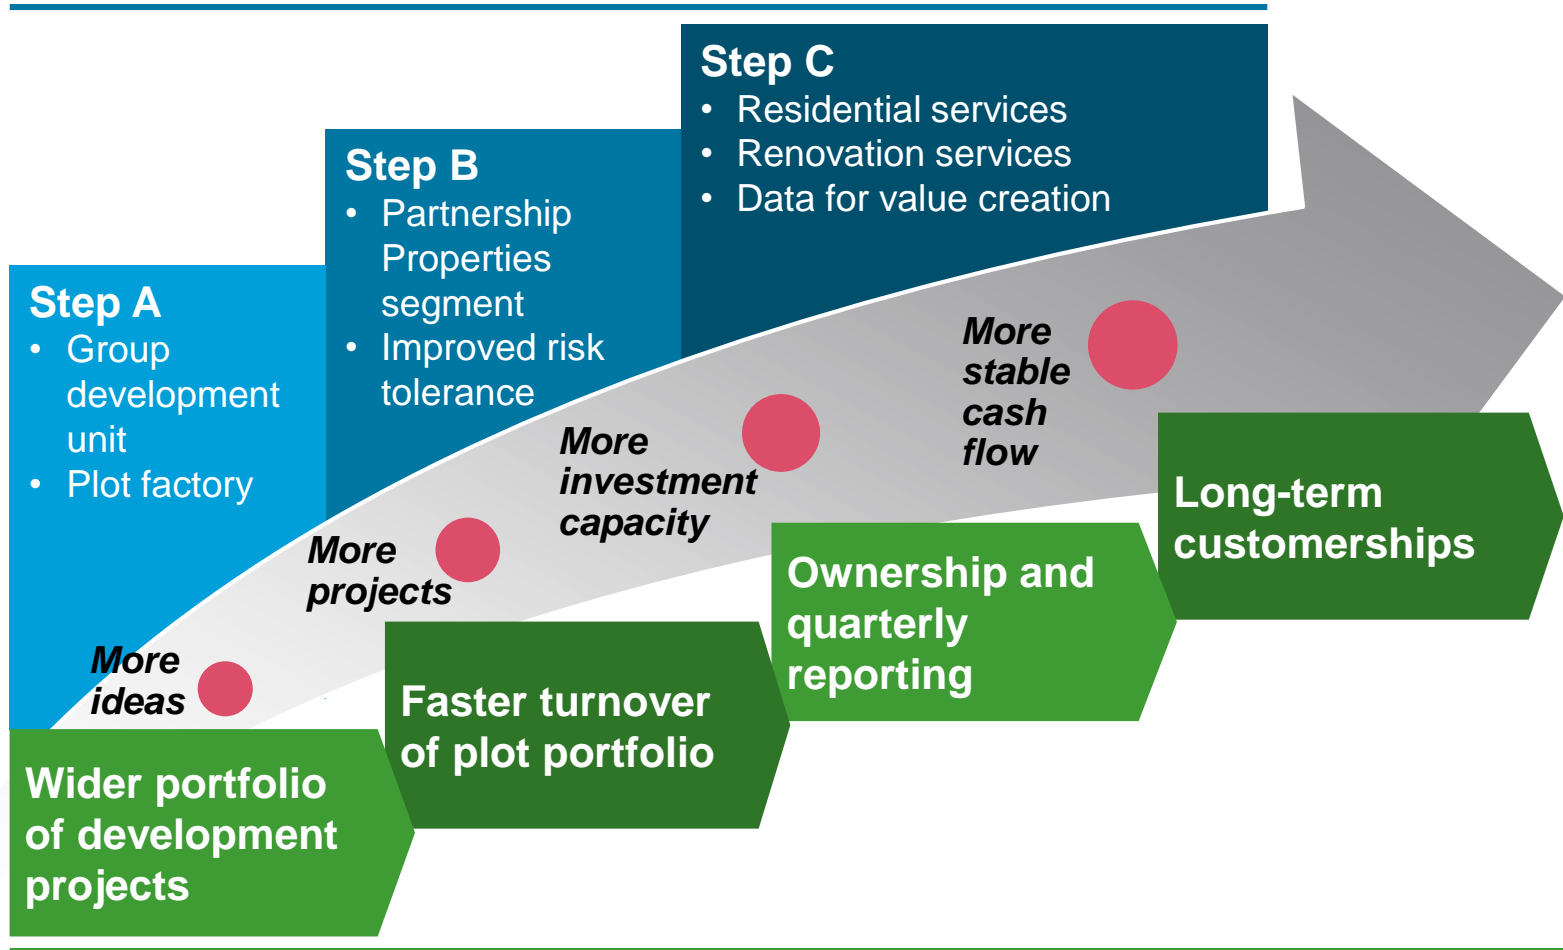 Step C
• Residential services
• Renovation services
• Data for value creation
Step B
• Partnership
Properties
segment
• Improved risk
tolerance
Step A
• Group
development
unit
• Plot factory
More
ideas
More
projects
More
investment
capacity
More
stable
cash
flow
Wider portfolio
of development
projects
Faster turnover
of plot portfolio
Ownership and
quarterly
reporting
Long-term
customerships